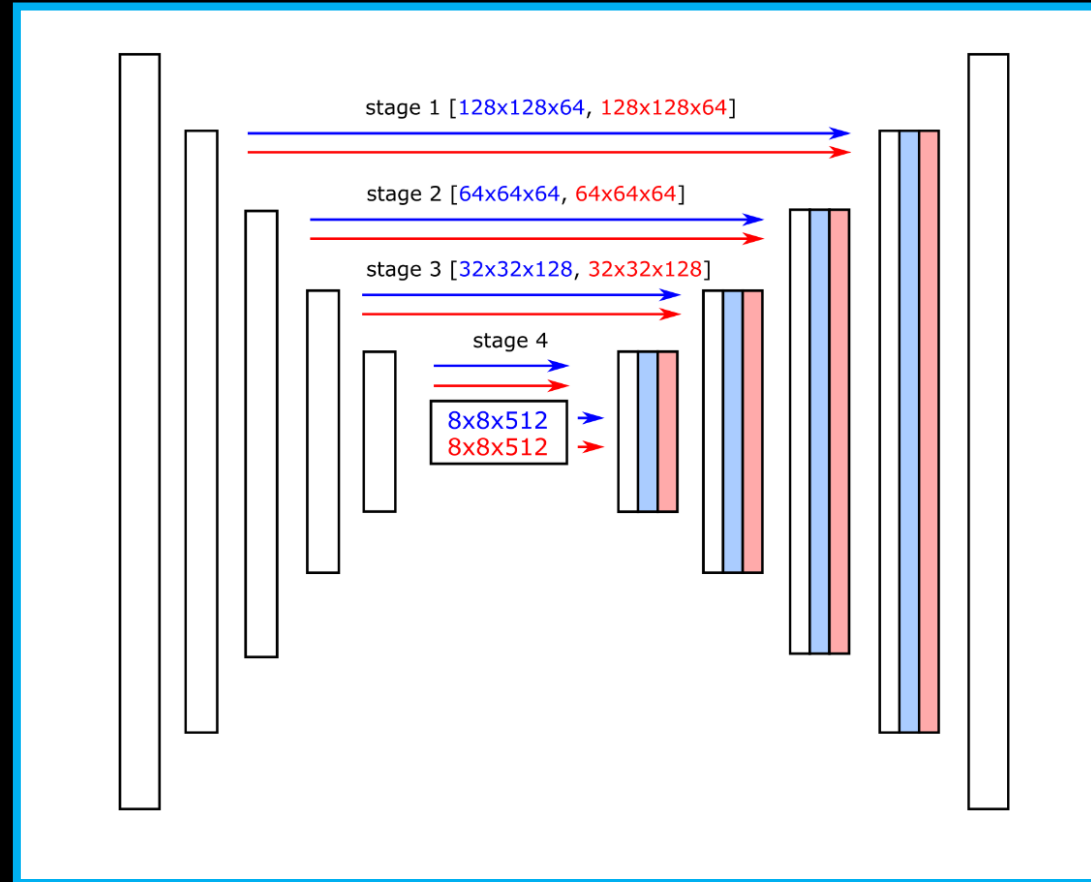 stage 1 [128x128x64, 128x128x64]
stage 2 [64x64x64, 64x64x64]
stage 3 [32x32x128, 32x32x128]
stage 4
8x8x512
8x8x512